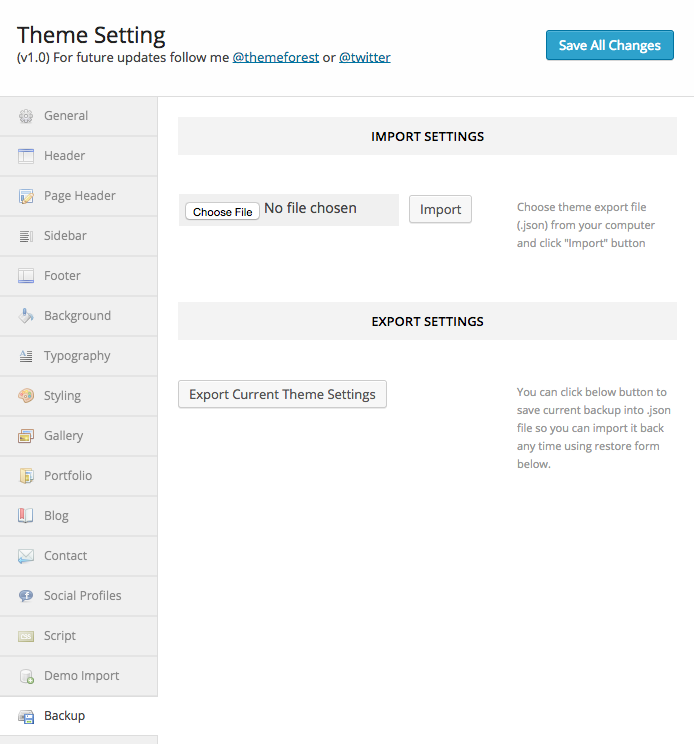 Theme Setting
(v1.0) For future updates follow me @themeforest or @twitter
Save All Changes
General
Header
Page Header
Sidebar
Footer
Background
Typography
Styling
Gallery
Portfolio
Blog
Contact
Social Profiles
Script
Demo Import
Backup
IMPORT SETTINGS
Choose File No file chosen
Import
Choose theme export file
(.json) from your computer
and click "Import" button
EXPORT SETTINGS
Export Current Theme Settings
You can click below button to
save current backup into .json
file so you can import it back
any time using restore form
below.